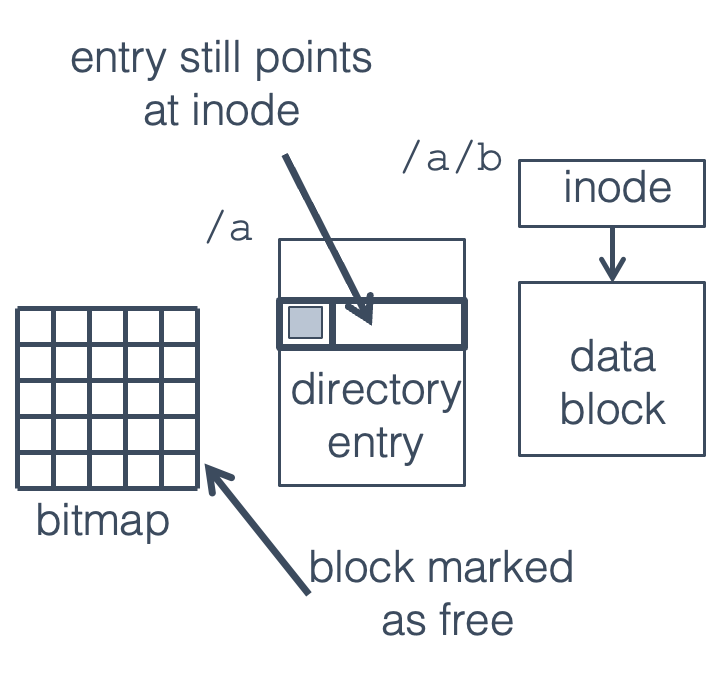 entry still points
at inode
/a/b
inode
/a
directory
entry
data
block
bitmap
block marked
as free